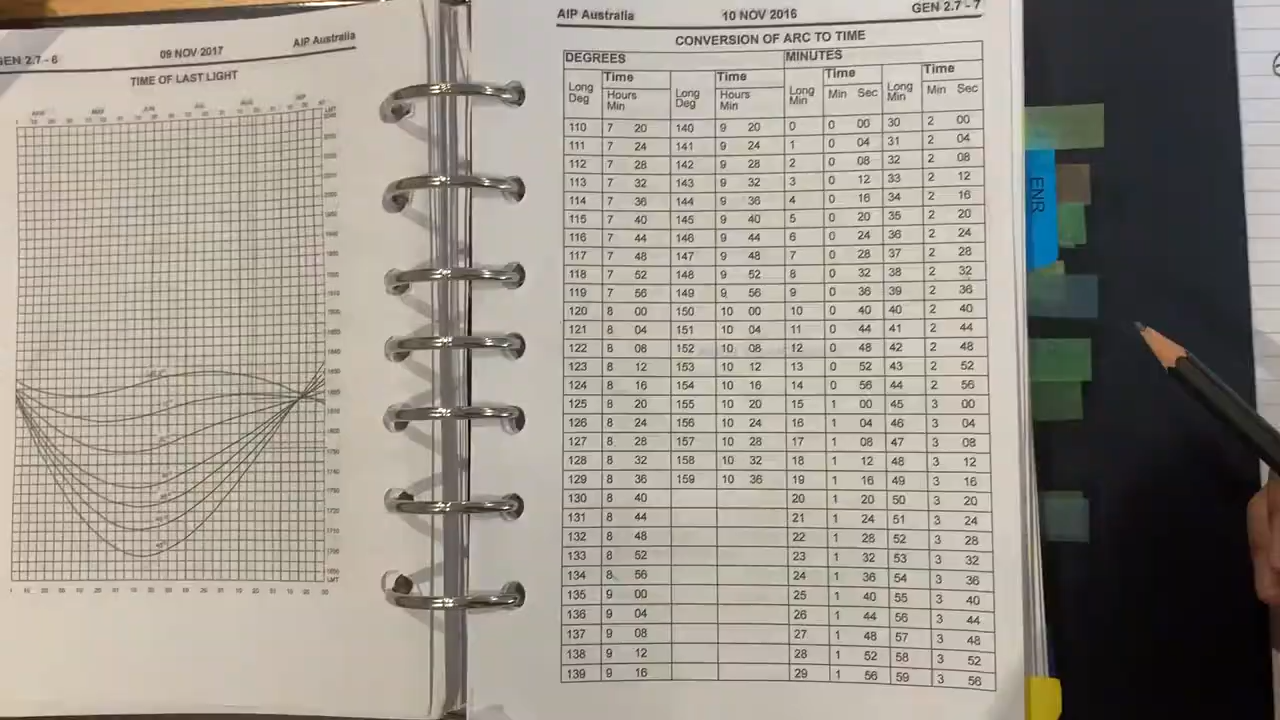 GEN 2.7 - 6
09 NOV 2017
AIP Australia
TIME OF LAST LIGHT
LMT
LMT
AIP Australia
10 NOV 2016
GEN 2.7 - 7
CONVERSION OF ARC TO TIME
DEGREES MINUTES
Long Deg Time Hours Min Long Deg Time Hours Min Long Min Time Min Sec Long Min Time Min Sec
110 7 20 140 9 20 0 0 00 30 2 00
111 7 24 141 9 24 1 0 04 31 2 04
112 7 28 142 9 28 2 0 08 32 2 08
113 7 32 143 9 32 3 0 12 33 2 12
114 7 36 144 9 36 4 0 16 34 2 16
115 7 40 145 9 40 5 0 20 35 2 20
116 7 44 146 9 44 6 0 24 36 2 24
117 7 48 147 9 48 7 0 28 37 2 28
118 7 52 148 9 52 8 0 32 38 2 32
119 7 56 149 9 56 9 0 36 39 2 36
120 8 00 150 10 00 10 0 40 40 2 40
121 8 04 151 10 04 11 0 44 41 2 44
122 8 08 152 10 08 12 0 48 42 2 48
123 8 12 153 10 12 13 0 52 43 2 52
124 8 16 154 10 16 14 0 56 44 2 56
125 8 20 155 10 20 15 1 00 45 3 00
126 8 24 156 10 24 16 1 04 46 3 04
127 8 28 157 10 28 17 1 08 47 3 08
128 8 32 158 10 32 18 1 12 48 3 12
129 8 36 159 10 36 19 1 16 49 3 16
130 8 40 20 1 20 50 3 20
131 8 44 21 1 24 51 3 24
132 8 48 22 1 28 52 3 28
133 8 52 23 1 32 53 3 32
134 8 56 24 1 36 54 3 36
135 9 00 25 1 40 55 3 40
136 9 04 26 1 44 56 3 44
137 9 08 27 1 48 57 3 48
138 9 12 28 1 52 58 3 52
139 9 16 29 1 56 59 3 56
ENR